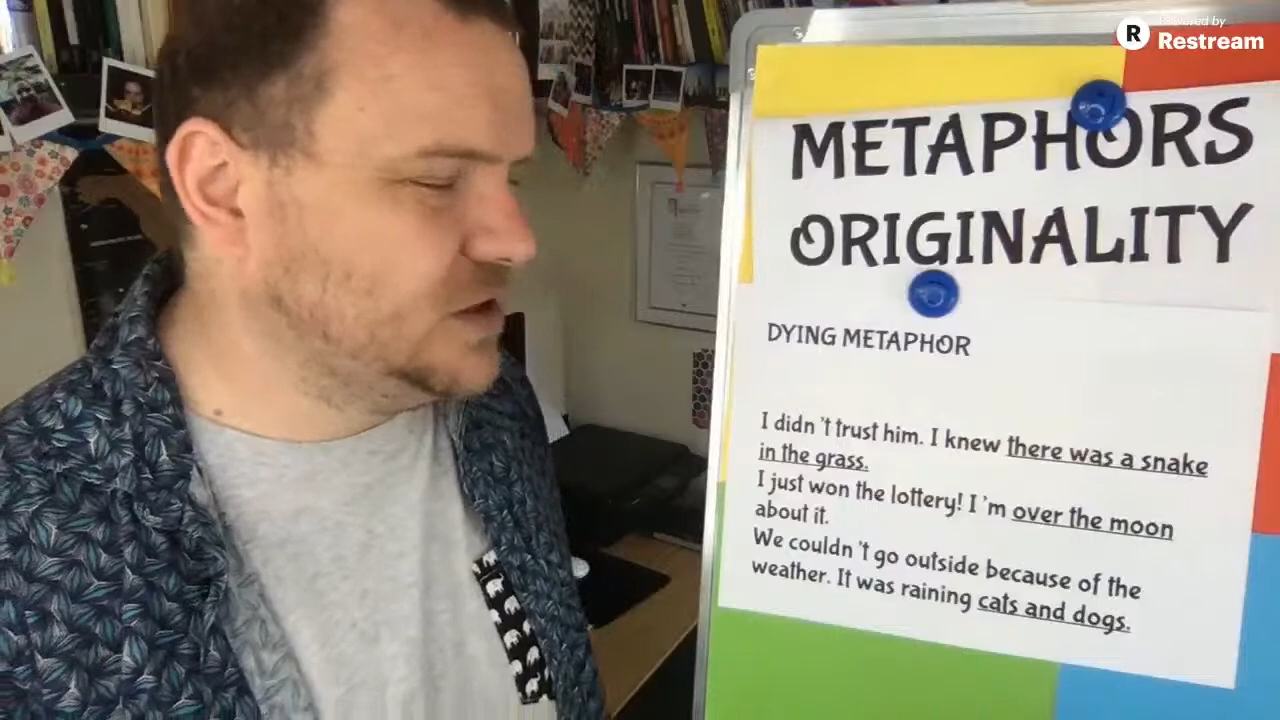 Powered by
R Restream
METAPHORS
ORIGINALITY
DYING METAPHOR
I didn't trust him. I knew there was a snake
in the grass.
I just won the lottery! I'm over the moon
about it.
We couldn't go outside because of the
weather. It was raining cats and dogs.